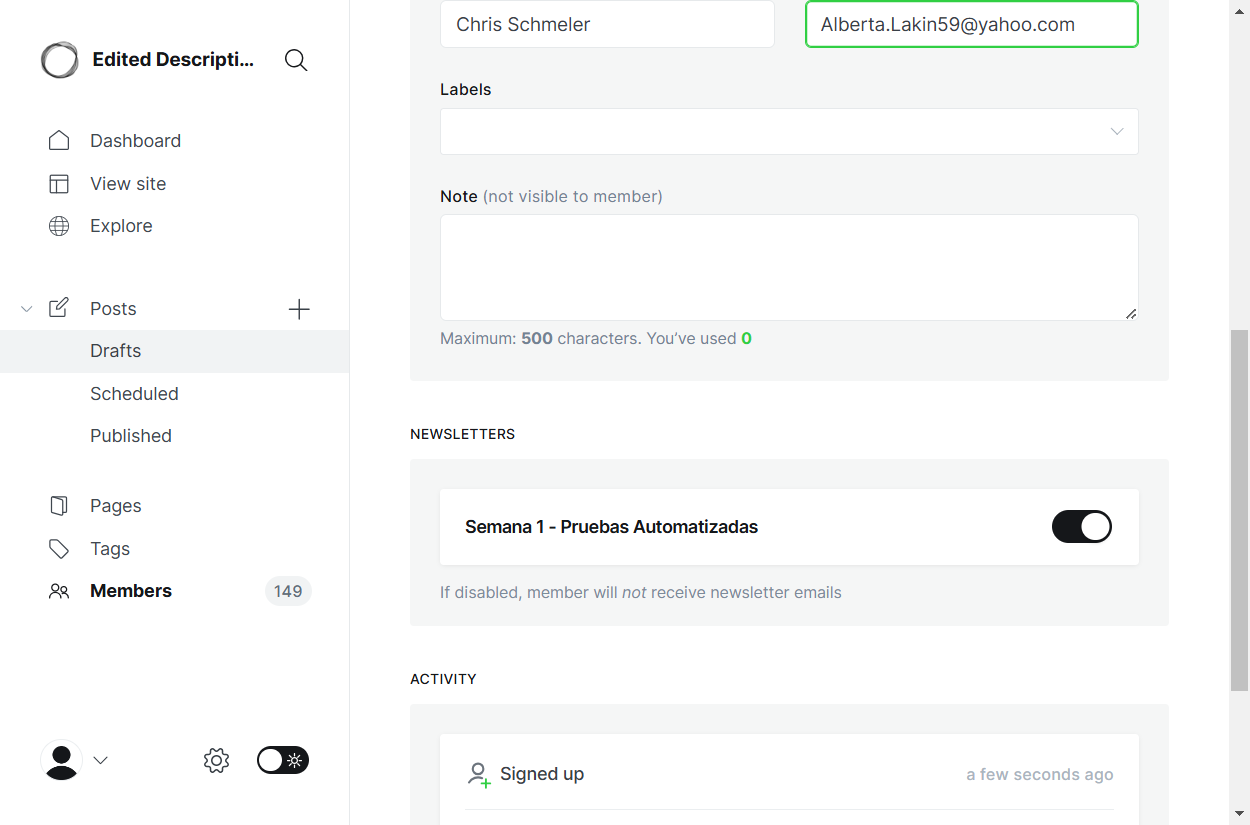 Edited Descripti...
Dashboard
View site
Explore
Posts
Drafts
Scheduled
Published
Pages
Tags
Members
149
Chris Schmeler
Alberta.Lakin59@yahoo.com
Labels
Note (not visible to member)
Maximum: 500 characters. You’ve used 0
NEWSLETTERS
Semana 1 - Pruebas Automatizadas
If disabled, member will not receive newsletter emails
ACTIVITY
Signed up
a few seconds ago